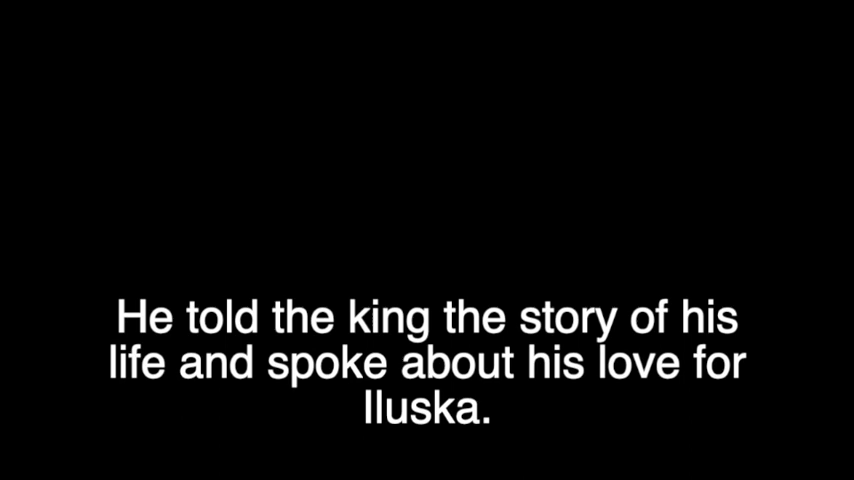 He told the king the story of his
life and spoke about his love for
Iluska.